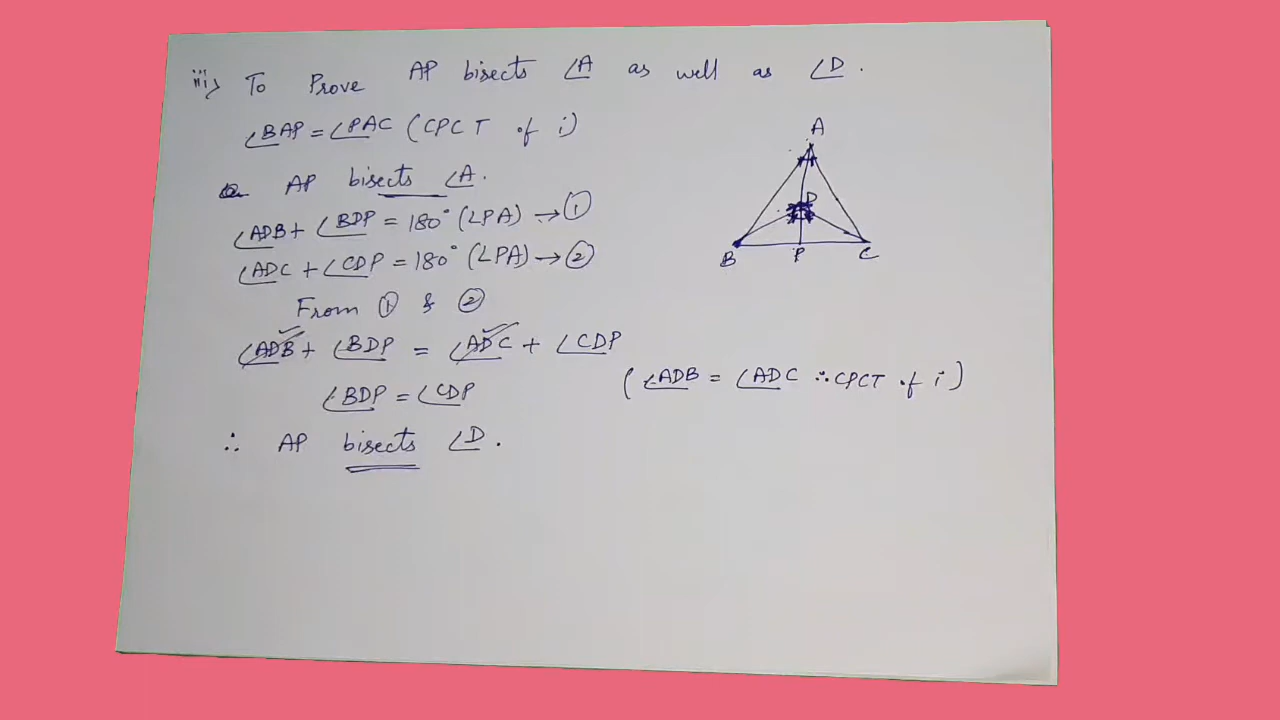 iii) To Prove AP bisects ∠A as well as ∠D.
∠BAP = ∠PAC (CPCT of i)
AP bisects ∠A.
∠ADB + ∠BDP = 180° (LPA) → ①
∠ADC + ∠CDP = 180° (LPA) → ②
From ① & ②
∠ADB + ∠BDP = ∠ADC + ∠CDP
(∠ADB = ∠ADC ∴ CPCT of i)
∠BDP = ∠CDP
∴ AP bisects ∠D.
A
D
B P C